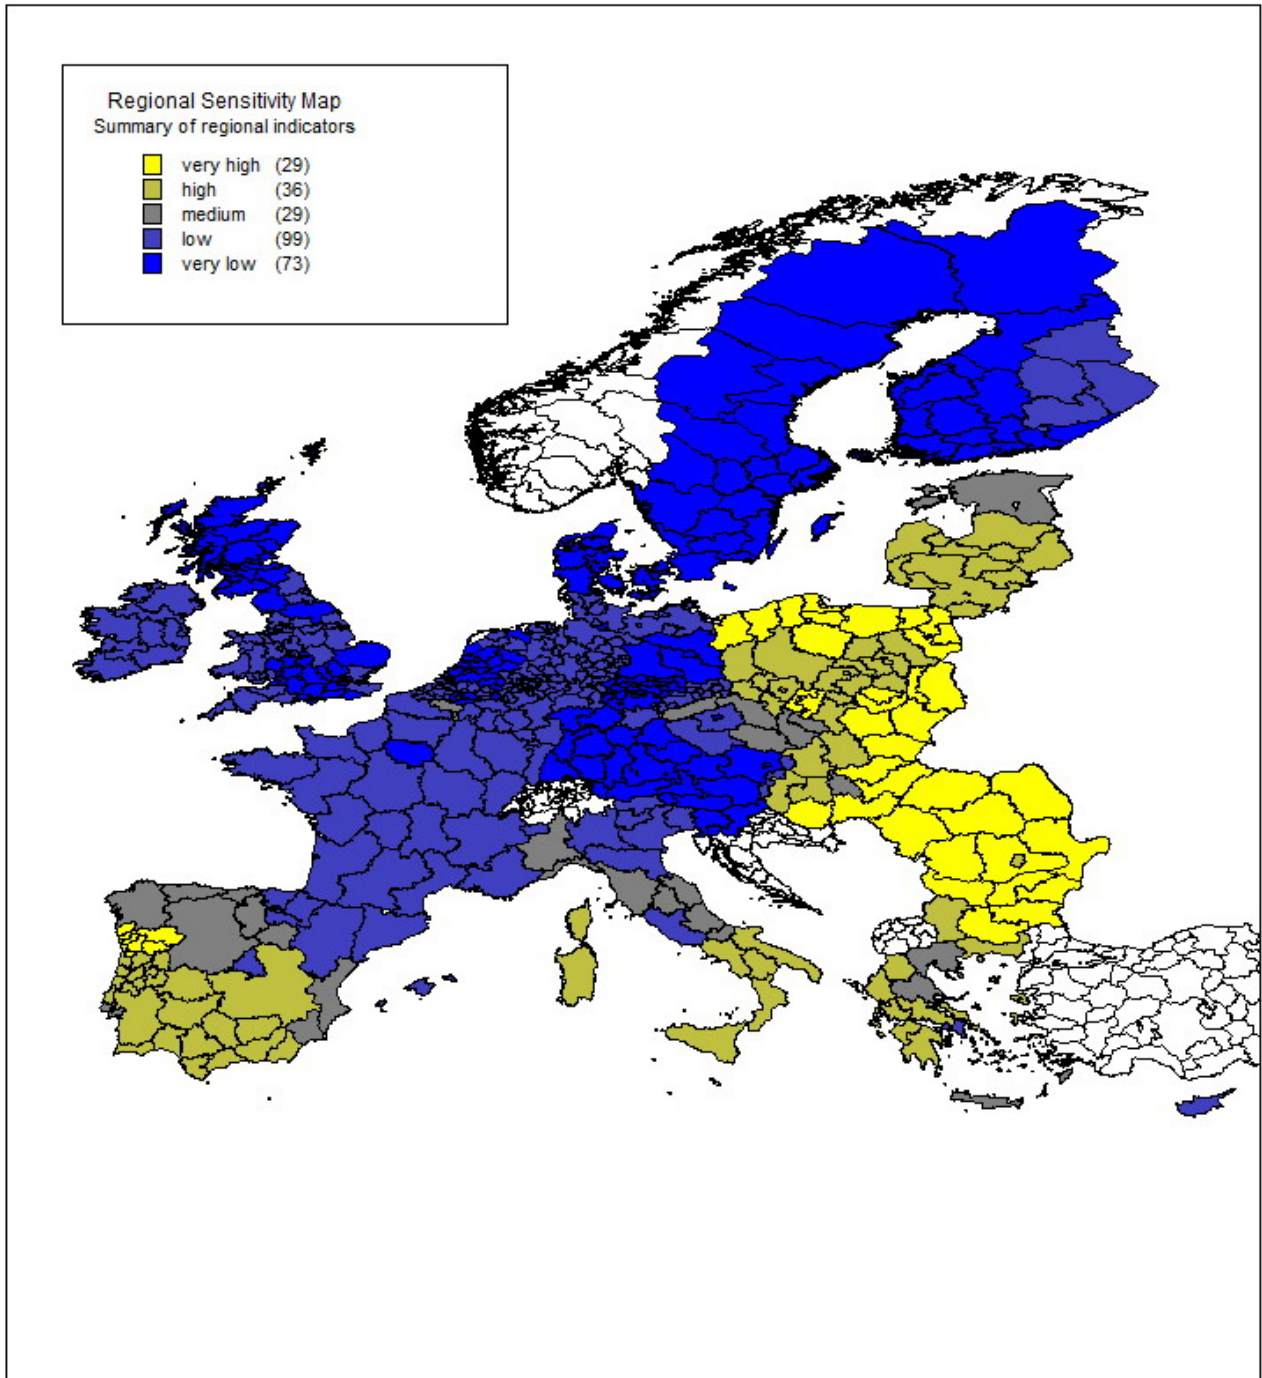 Regional Sensitivity Map
Summary of regional indicators
very high (29)
high (36)
medium (29)
low (99)
very low (73)